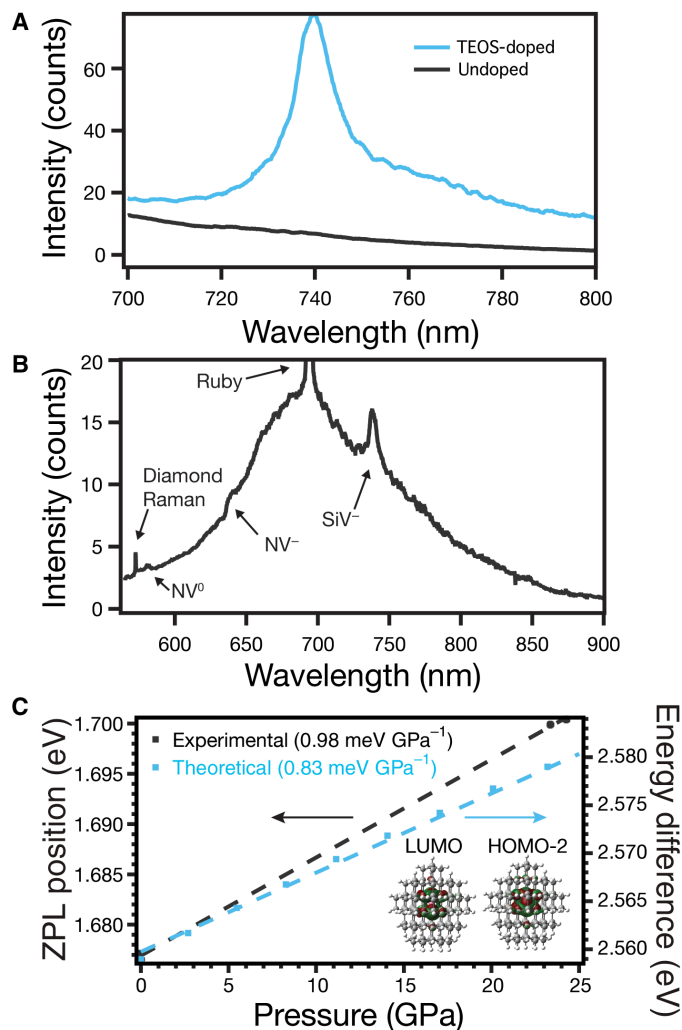 A
Intensity (counts)
60
40
20
0
TEOS-doped
Undoped
700
720
740
760
780
800
Wavelength (nm)
B
Intensity (counts)
20
15
10
5
0
Ruby
Diamond
Raman
NV⁰
NV⁻
SiV⁻
600
650
700
750
800
850
900
Wavelength (nm)
C
ZPL position (eV)
1.700
1.695
1.690
1.685
1.680
Experimental (0.98 meV GPa⁻¹)
Theoretical (0.83 meV GPa⁻¹)
LUMO
HOMO-2
2.580
2.575
2.570
2.565
2.560
Energy difference (eV)
0
5
10
15
20
25
Pressure (GPa)